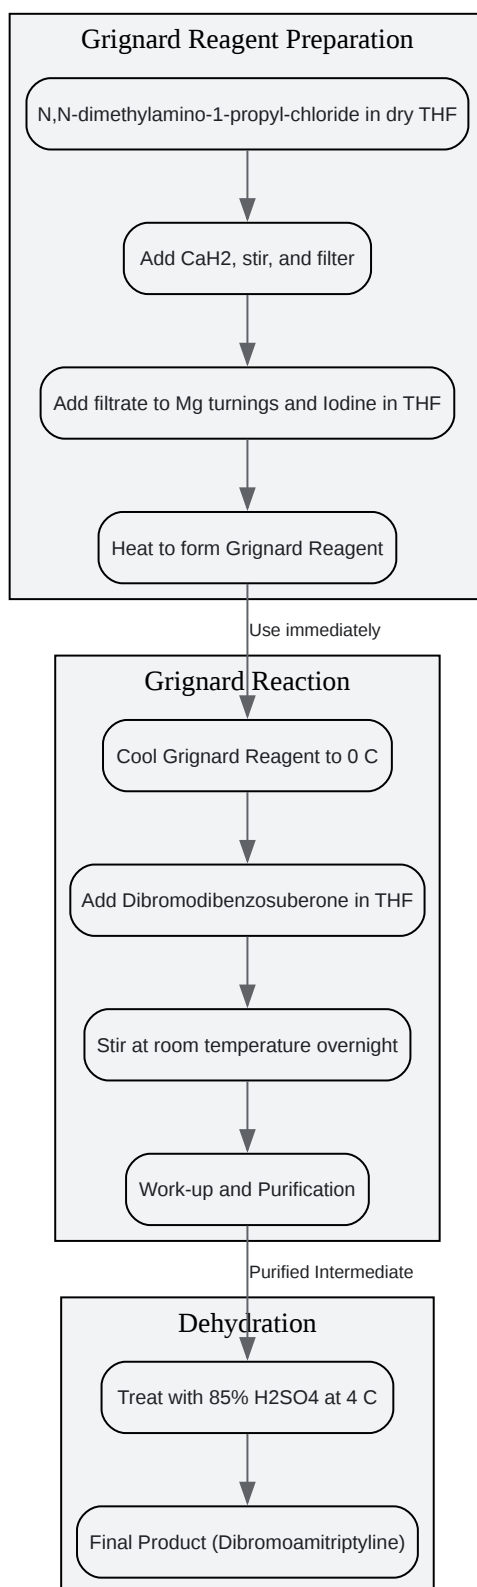 Grignard Reagent Preparation
N,N-dimethylamino-1-propyl-chloride in dry THF
Add CaH2, stir, and filter
Add filtrate to Mg turnings and Iodine in THF
Heat to form Grignard Reagent
Use immediately
Grignard Reaction
Cool Grignard Reagent to 0 C
Add Dibromodibenzosuberone in THF
Stir at room temperature overnight
Work-up and Purification
Purified Intermediate
Dehydration
Treat with 85% H2SO4 at 4 C
Final Product (Dibromoamitriptyline)